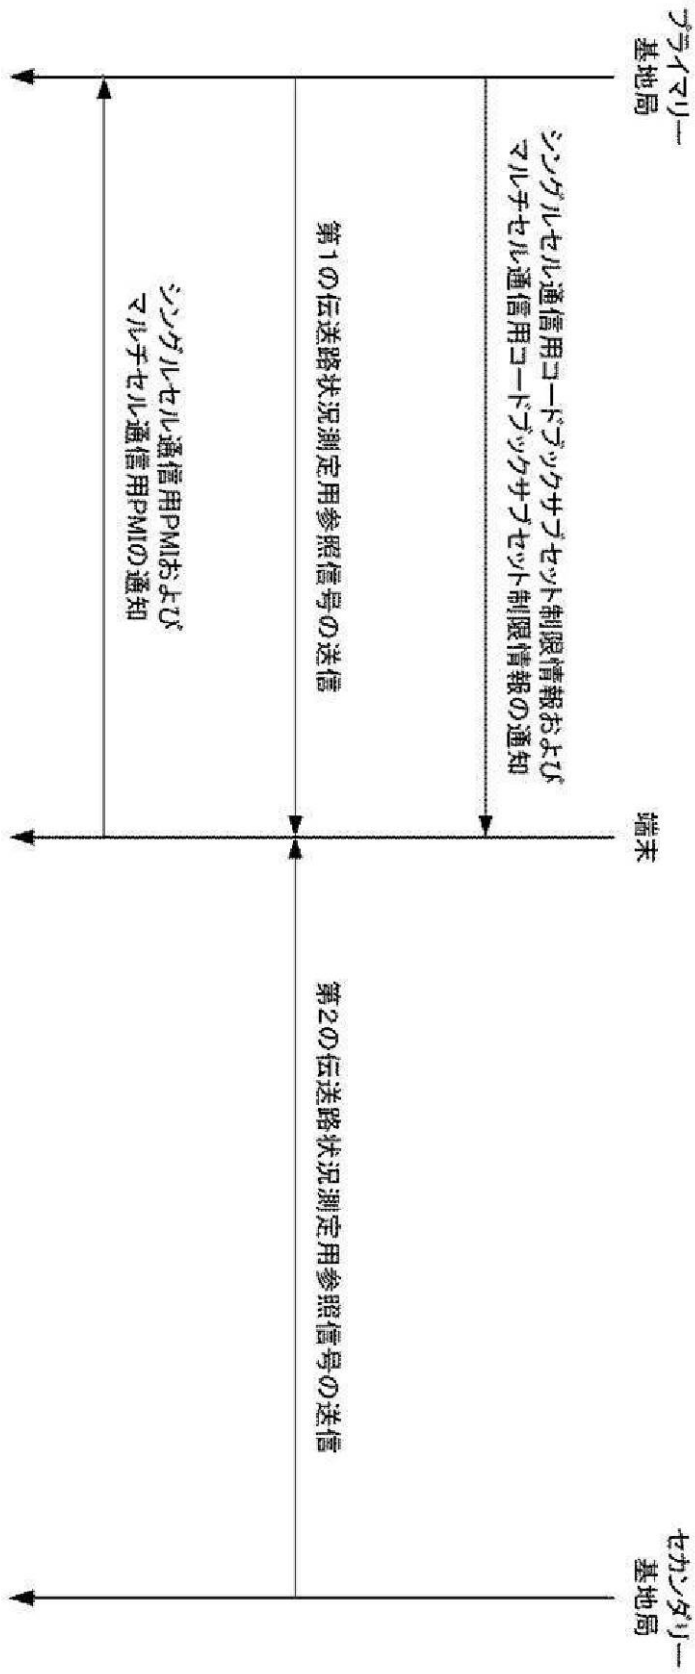 プライマリー
基地局
端末
セカンダリー
基地局
シングルセル通信用コードブックサブセット制限情報および
マルチセル通信用コードブックサブセット制限情報の通知
第1の伝送路状況測定用参照信号の送信
第2の伝送路状況測定用参照信号の送信
シングルセル通信用PMIおよび
マルチセル通信用PMIの通知